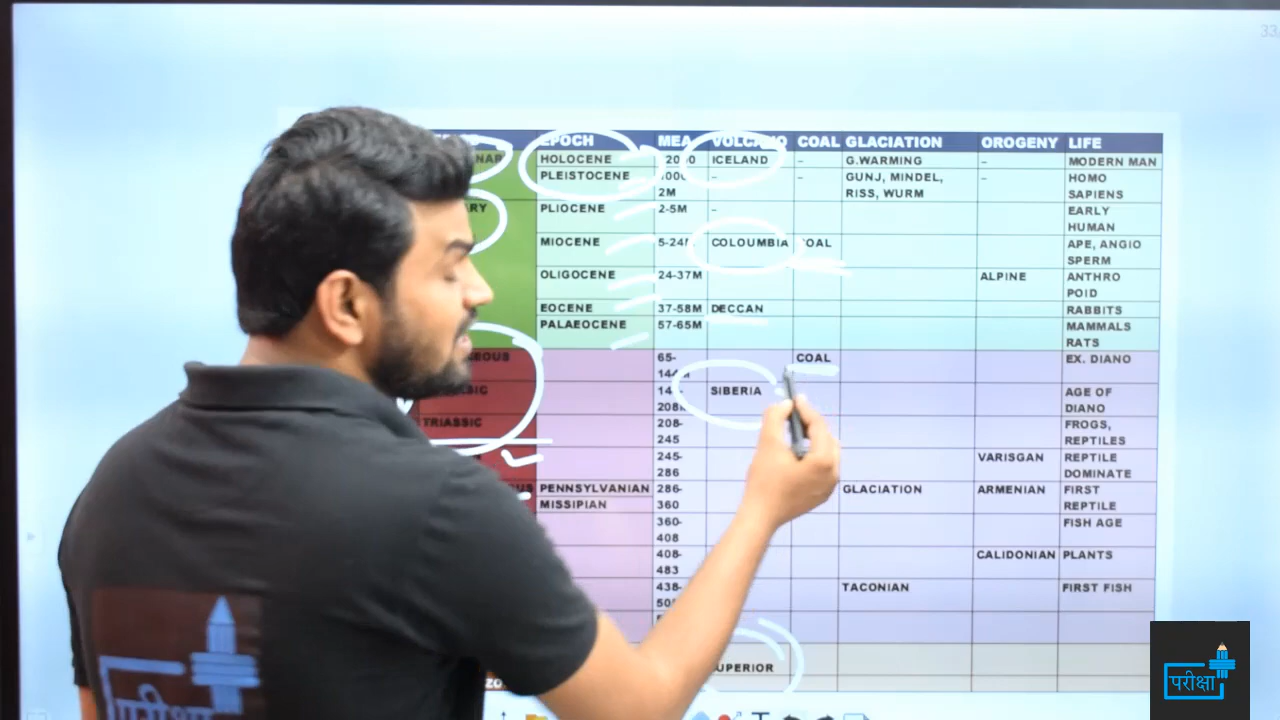 33
EPOCH MEA VOLCANO COAL GLACIATION OROGENY LIFE
HOLOCENE ICELAND – G.WARMING – MODERN MAN
PLEISTOCENE – – GUNJ, MINDEL, – HOMO
2M RISS, WURM SAPIENS
PLIOCENE 2-5M – EARLY
HUMAN
MIOCENE COLOUMBIA COAL APE, ANGIO
SPERM
OLIGOCENE 24-37M ALPINE ANTHRO
POID
EOCENE 37-58M DECCAN RABBITS
PALAEOCENE 57-65M MAMMALS
RATS
65- COAL EX. DIANO
SIBERIA AGE OF
DIANO
TRIASSIC 208- FROGS,
245 REPTILES
245- VARISGAN REPTILE
286 DOMINATE
PENNSYLVANIAN 286- GLACIATION ARMENIAN FIRST
MISSIPIAN 360 REPTILE
360- FISH AGE
408
408- CALIDONIAN PLANTS
483
438- TACONIAN FIRST FISH
SUPERIOR
परीक्षा
परीक्षा